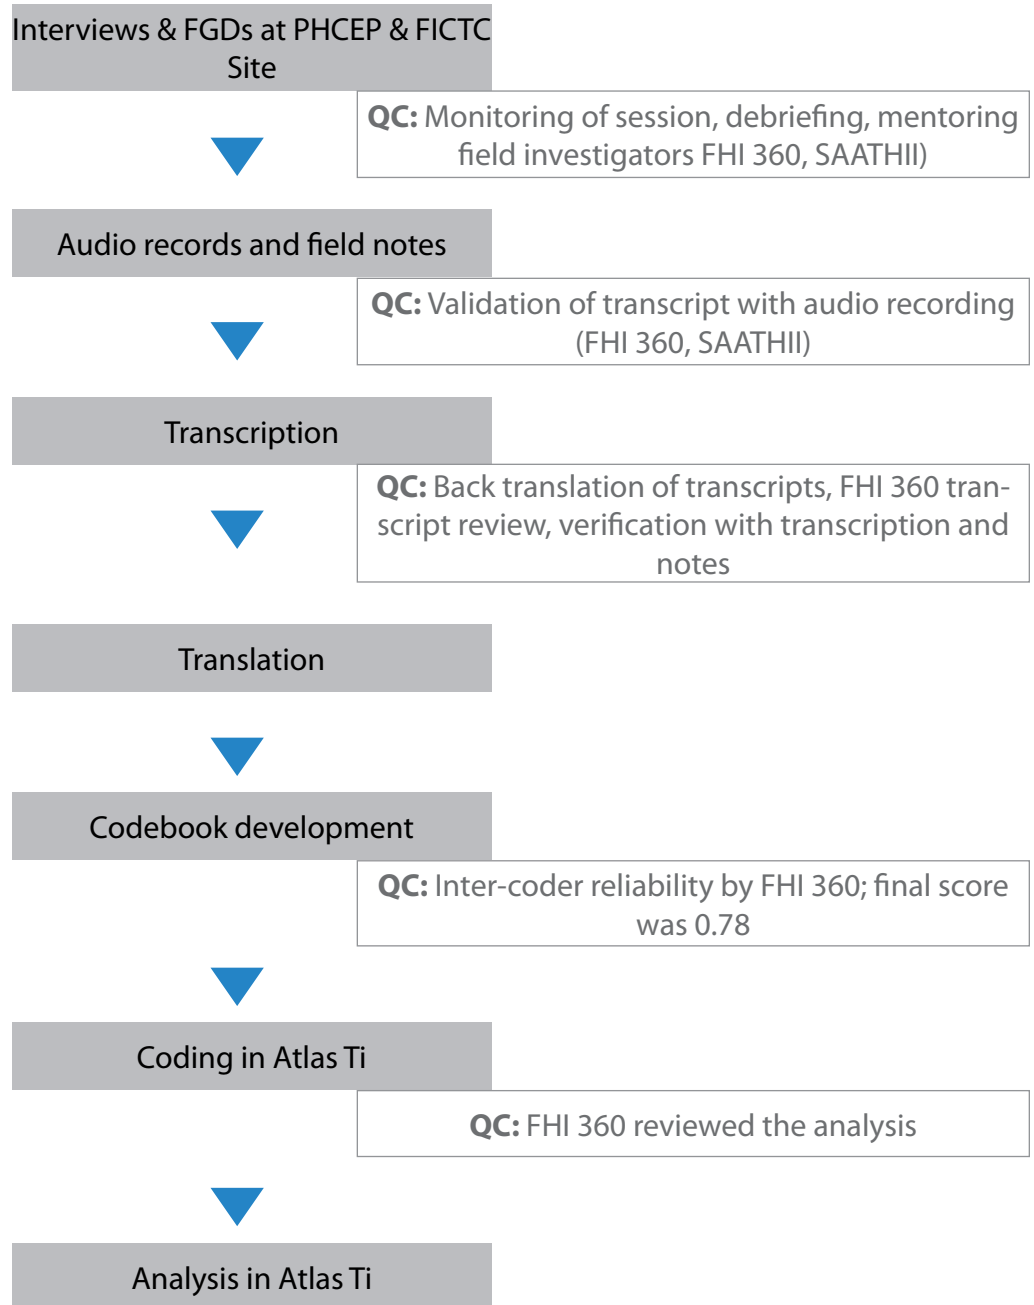 Interviews & FGDs at PHCEP & FICTC
Site
QC: Monitoring of session, debriefing, mentoring
field investigators FHI 360, SAATHII)
Audio records and field notes
QC: Validation of transcript with audio recording
(FHI 360, SAATHII)
Transcription
QC: Back translation of transcripts, FHI 360 tran-
script review, verification with transcription and
notes
Translation
Codebook development
QC: Inter-coder reliability by FHI 360; final score
was 0.78
Coding in Atlas Ti
QC: FHI 360 reviewed the analysis
Analysis in Atlas Ti